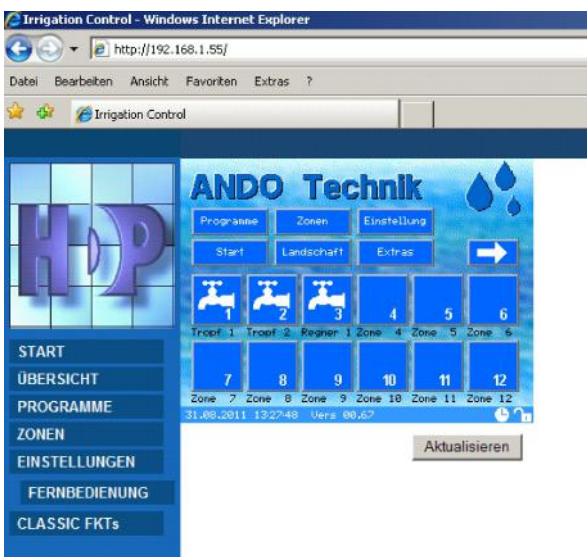 Irrigation Control - Windows Internet Explorer
http://192.168.1.55/
Datei Bearbeiten Ansicht Favoriten Extras ?
Irrigation Control
HDP
START
ÜBERSICHT
PROGRAMME
ZONEN
EINSTELLUNGEN
FERNBEDIENUNG
CLASSIC FKTs
ANDO Technik
Programme Zonen Einstellung
Start Landschaft Extras
1 2 3 4 5 6
Tropf 1 Tropf 2 Regner 1 Zone 4 Zone 5 Zone 6
7 8 9 10 11 12
Zone 7 Zone 8 Zone 9 Zone 10 Zone 11 Zone 12
31.08.2011 13:27:48 Vers 00.67
Aktualisieren